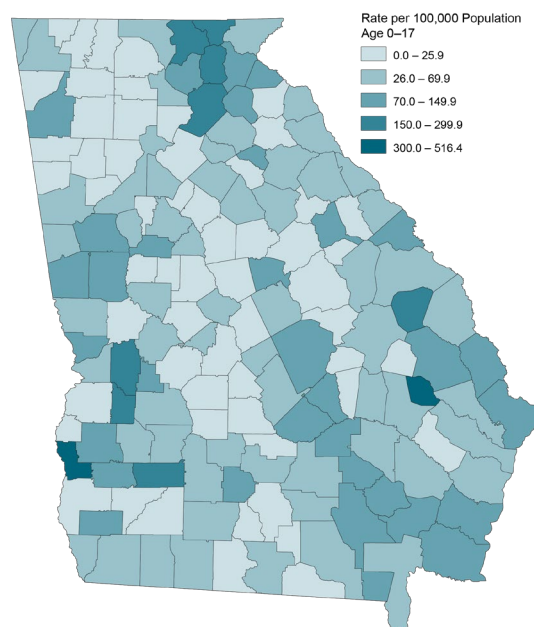 Rate per 100,000 Population
Age 0–17
0.0 – 25.9
26.0 – 69.9
70.0 – 149.9
150.0 – 299.9
300.0 – 516.4